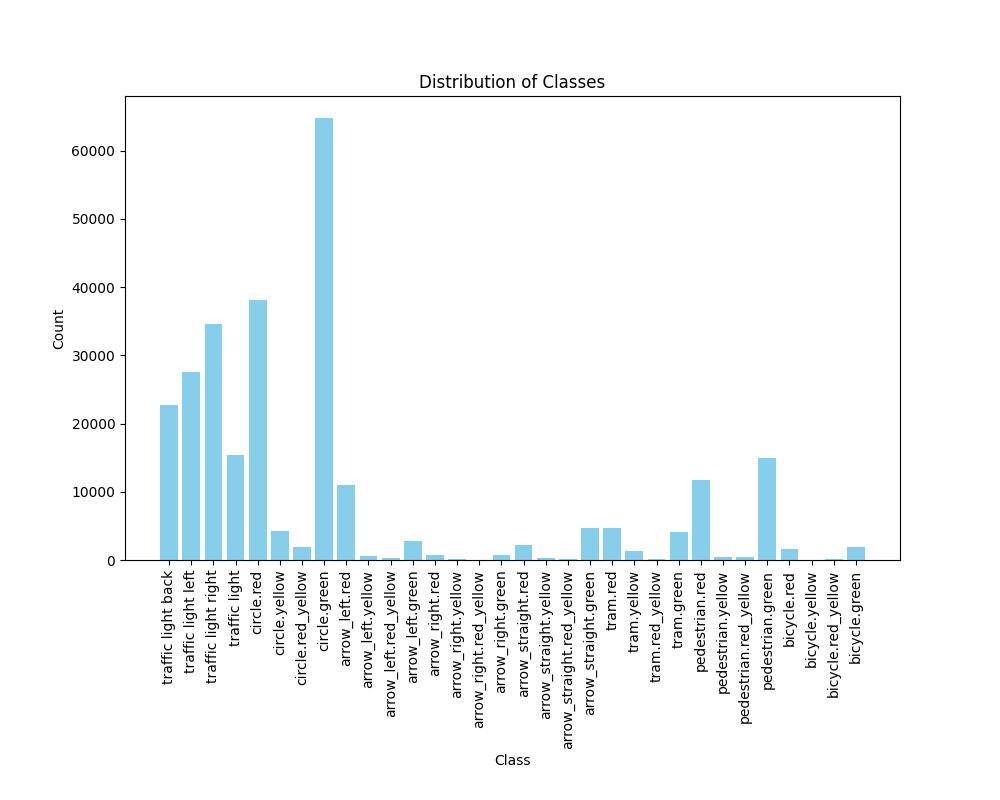 Distribution of Classes
60000
50000
40000
30000
20000
10000
0
Count
traffic light back
traffic light left
traffic light right
traffic light
circle.red
circle.yellow
circle.red_yellow
circle.green
arrow_left.red
arrow_left.yellow
arrow_left.red_yellow
arrow_left.green
arrow_right.red
arrow_right.yellow
arrow_right.red_yellow
arrow_right.green
arrow_straight.red
arrow_straight.yellow
arrow_straight.red_yellow
arrow_straight.green
tram.red
tram.yellow
tram.red_yellow
tram.green
pedestrian.red
pedestrian.yellow
pedestrian.red_yellow
pedestrian.green
bicycle.red
bicycle.yellow
bicycle.red_yellow
bicycle.green
Class